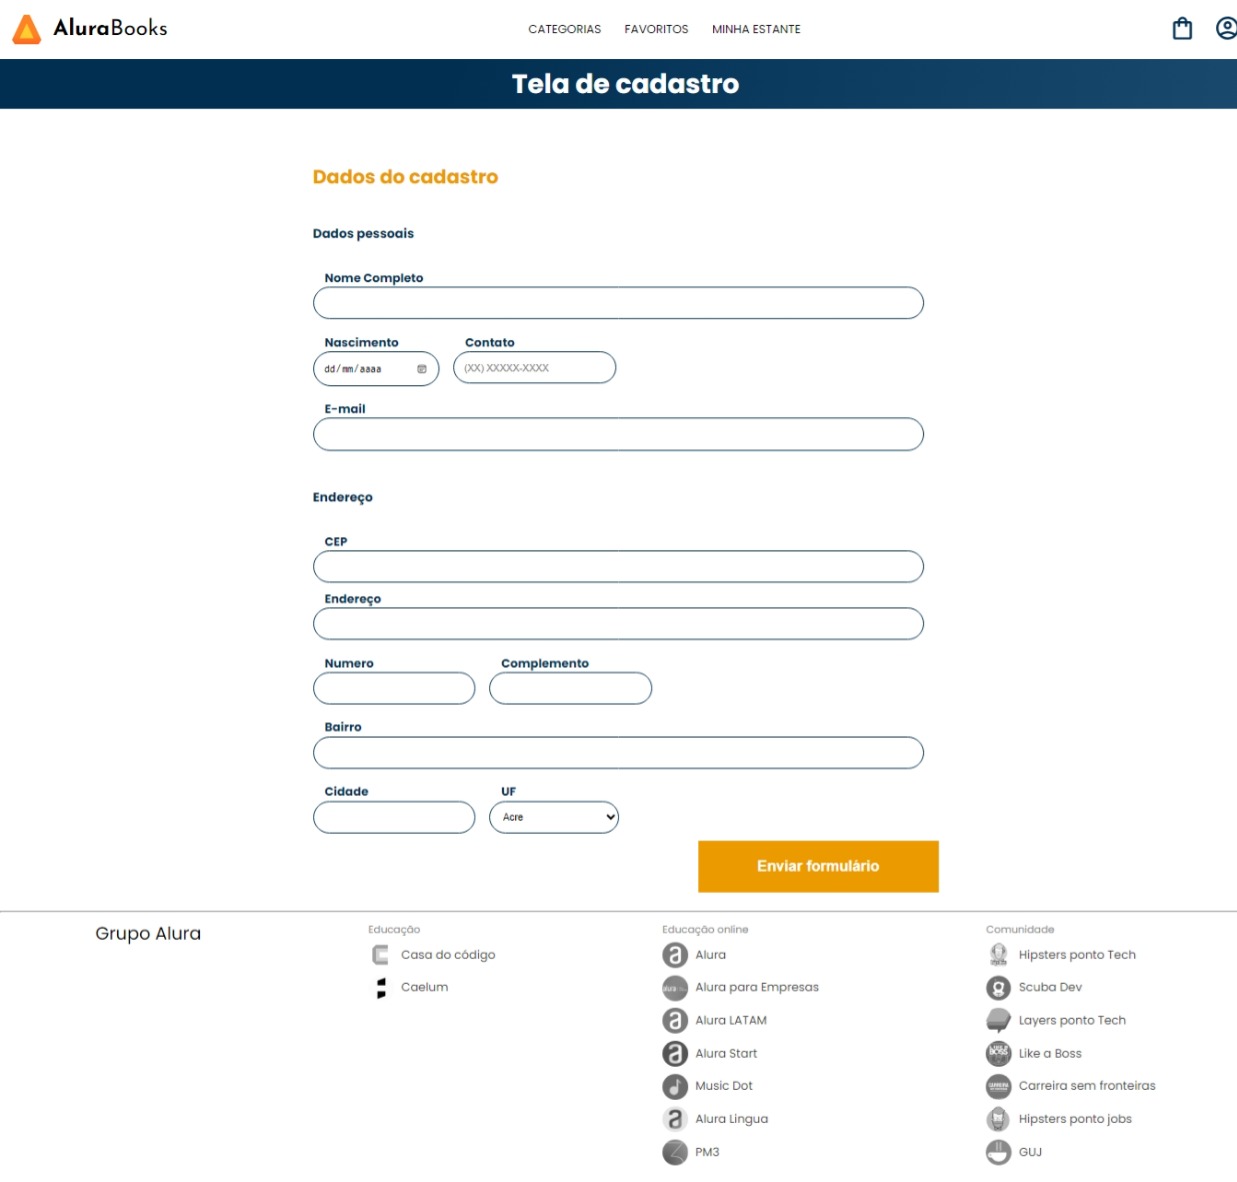 AluraBooks
CATEGORIAS FAVORITOS MINHA ESTANTE
Tela de cadastro
Dados do cadastro
Dados pessoais
Nome Completo
Nascimento Contato
dd/mm/aaaa (XX) XXXXX-XXXX
E-mail
Endereço
CEP
Endereço
Numero Complemento
Bairro
Cidade UF
Acre
Enviar formulário
Grupo Alura
Educação
Casa do código
Caelum
Educação online
Alura
Alura para Empresas
Alura LATAM
Alura Start
Music Dot
Alura Lingua
PM3
Comunidade
Hipsters ponto Tech
Scuba Dev
Layers ponto Tech
Like a Boss
Carreira sem fronteiras
Hipsters ponto jobs
GUJ